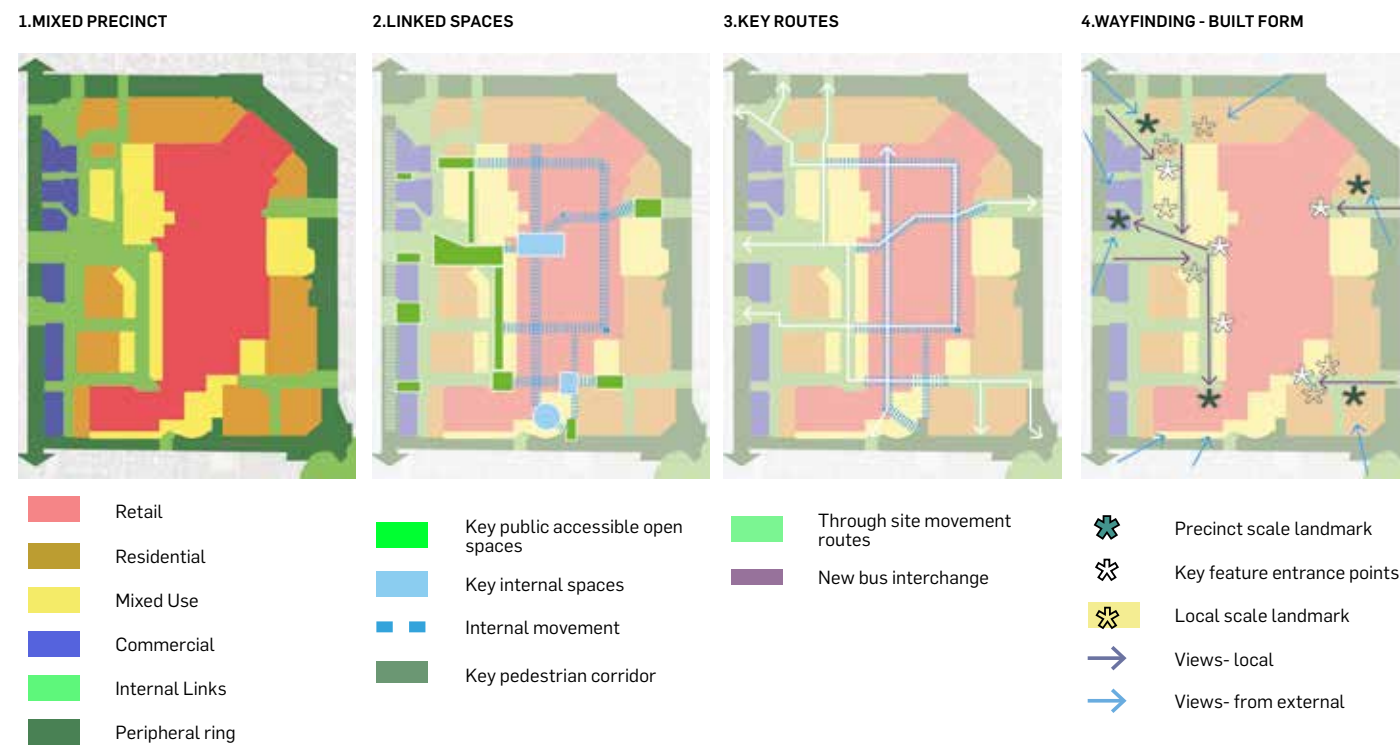 1.MIXED PRECINCT
2.LINKED SPACES
3.KEY ROUTES
4.WAYFINDING - BUILT FORM
Retail
Residential
Mixed Use
Commercial
Internal Links
Peripheral ring
Key public accessible open
spaces
Key internal spaces
Internal movement
Key pedestrian corridor
Through site movement
routes
New bus interchange
Precinct scale landmark
Key feature entrance points
Local scale landmark
Views- local
Views- from external